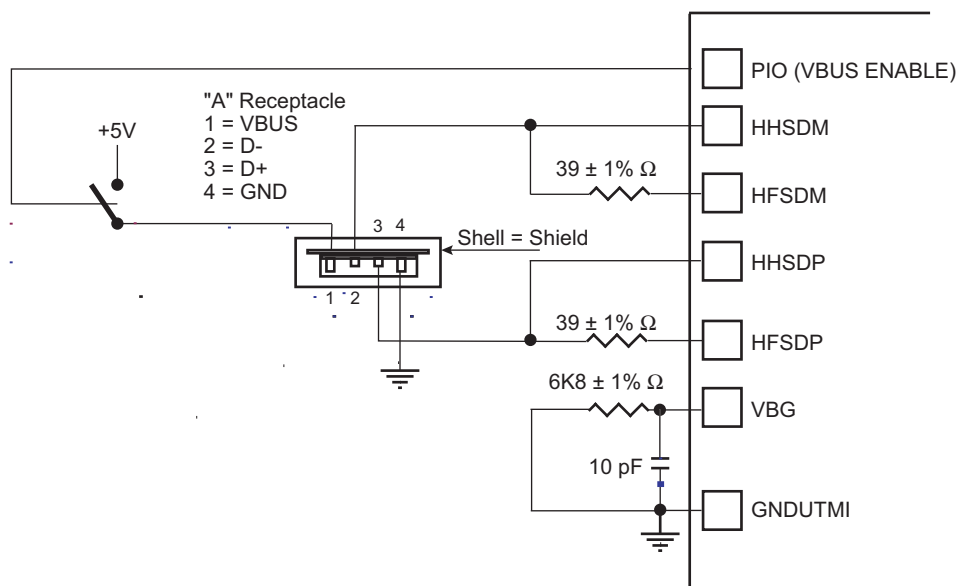 PIO (VBUS ENABLE)
"A" Receptacle
1 = VBUS
2 = D-
3 = D+
4 = GND
+5V
HHSDM
39 ± 1% Ω
HFSDM
3 4
Shell = Shield
HHSDP
1 2
39 ± 1% Ω
HFSDP
6K8 ± 1% Ω
VBG
10 pF
GNDUTMI